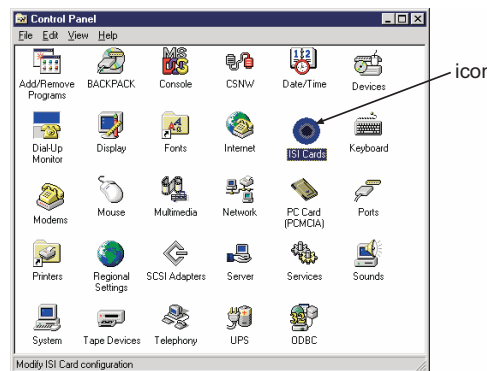 Control Panel
File Edit View Help
Add/Remove Programs
BACKPACK
Console
CSNW
Date/Time
Devices
icon
Dial-Up Monitor
Display
Fonts
Internet
ISI Cards
Keyboard
Modems
Mouse
Multimedia
Network
PC Card (PCMCIA)
Ports
Printers
Regional Settings
SCSI Adapters
Server
Services
Sounds
System
Tape Devices
Telephony
UPS
ODBC
Modify ISI Card configuration